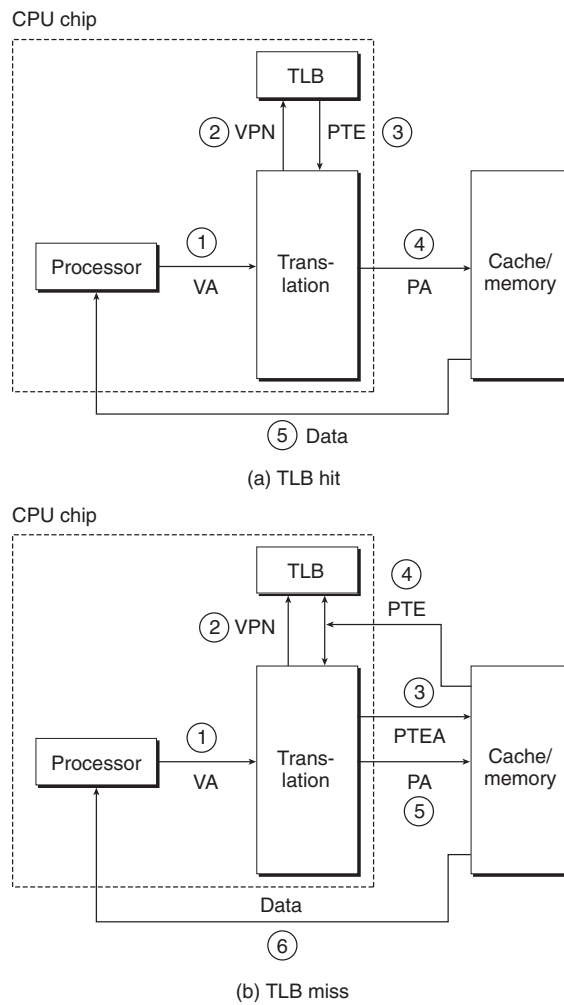 CPU chip
TLB
② VPN
PTE ③
①
④
Processor
Trans-
lation
Cache/
memory
VA
PA
⑤ Data
(a) TLB hit
CPU chip
TLB
④
PTE
② VPN
③
①
PTEA
Processor
Trans-
lation
Cache/
memory
VA
PA
⑤
Data
⑥
(b) TLB miss